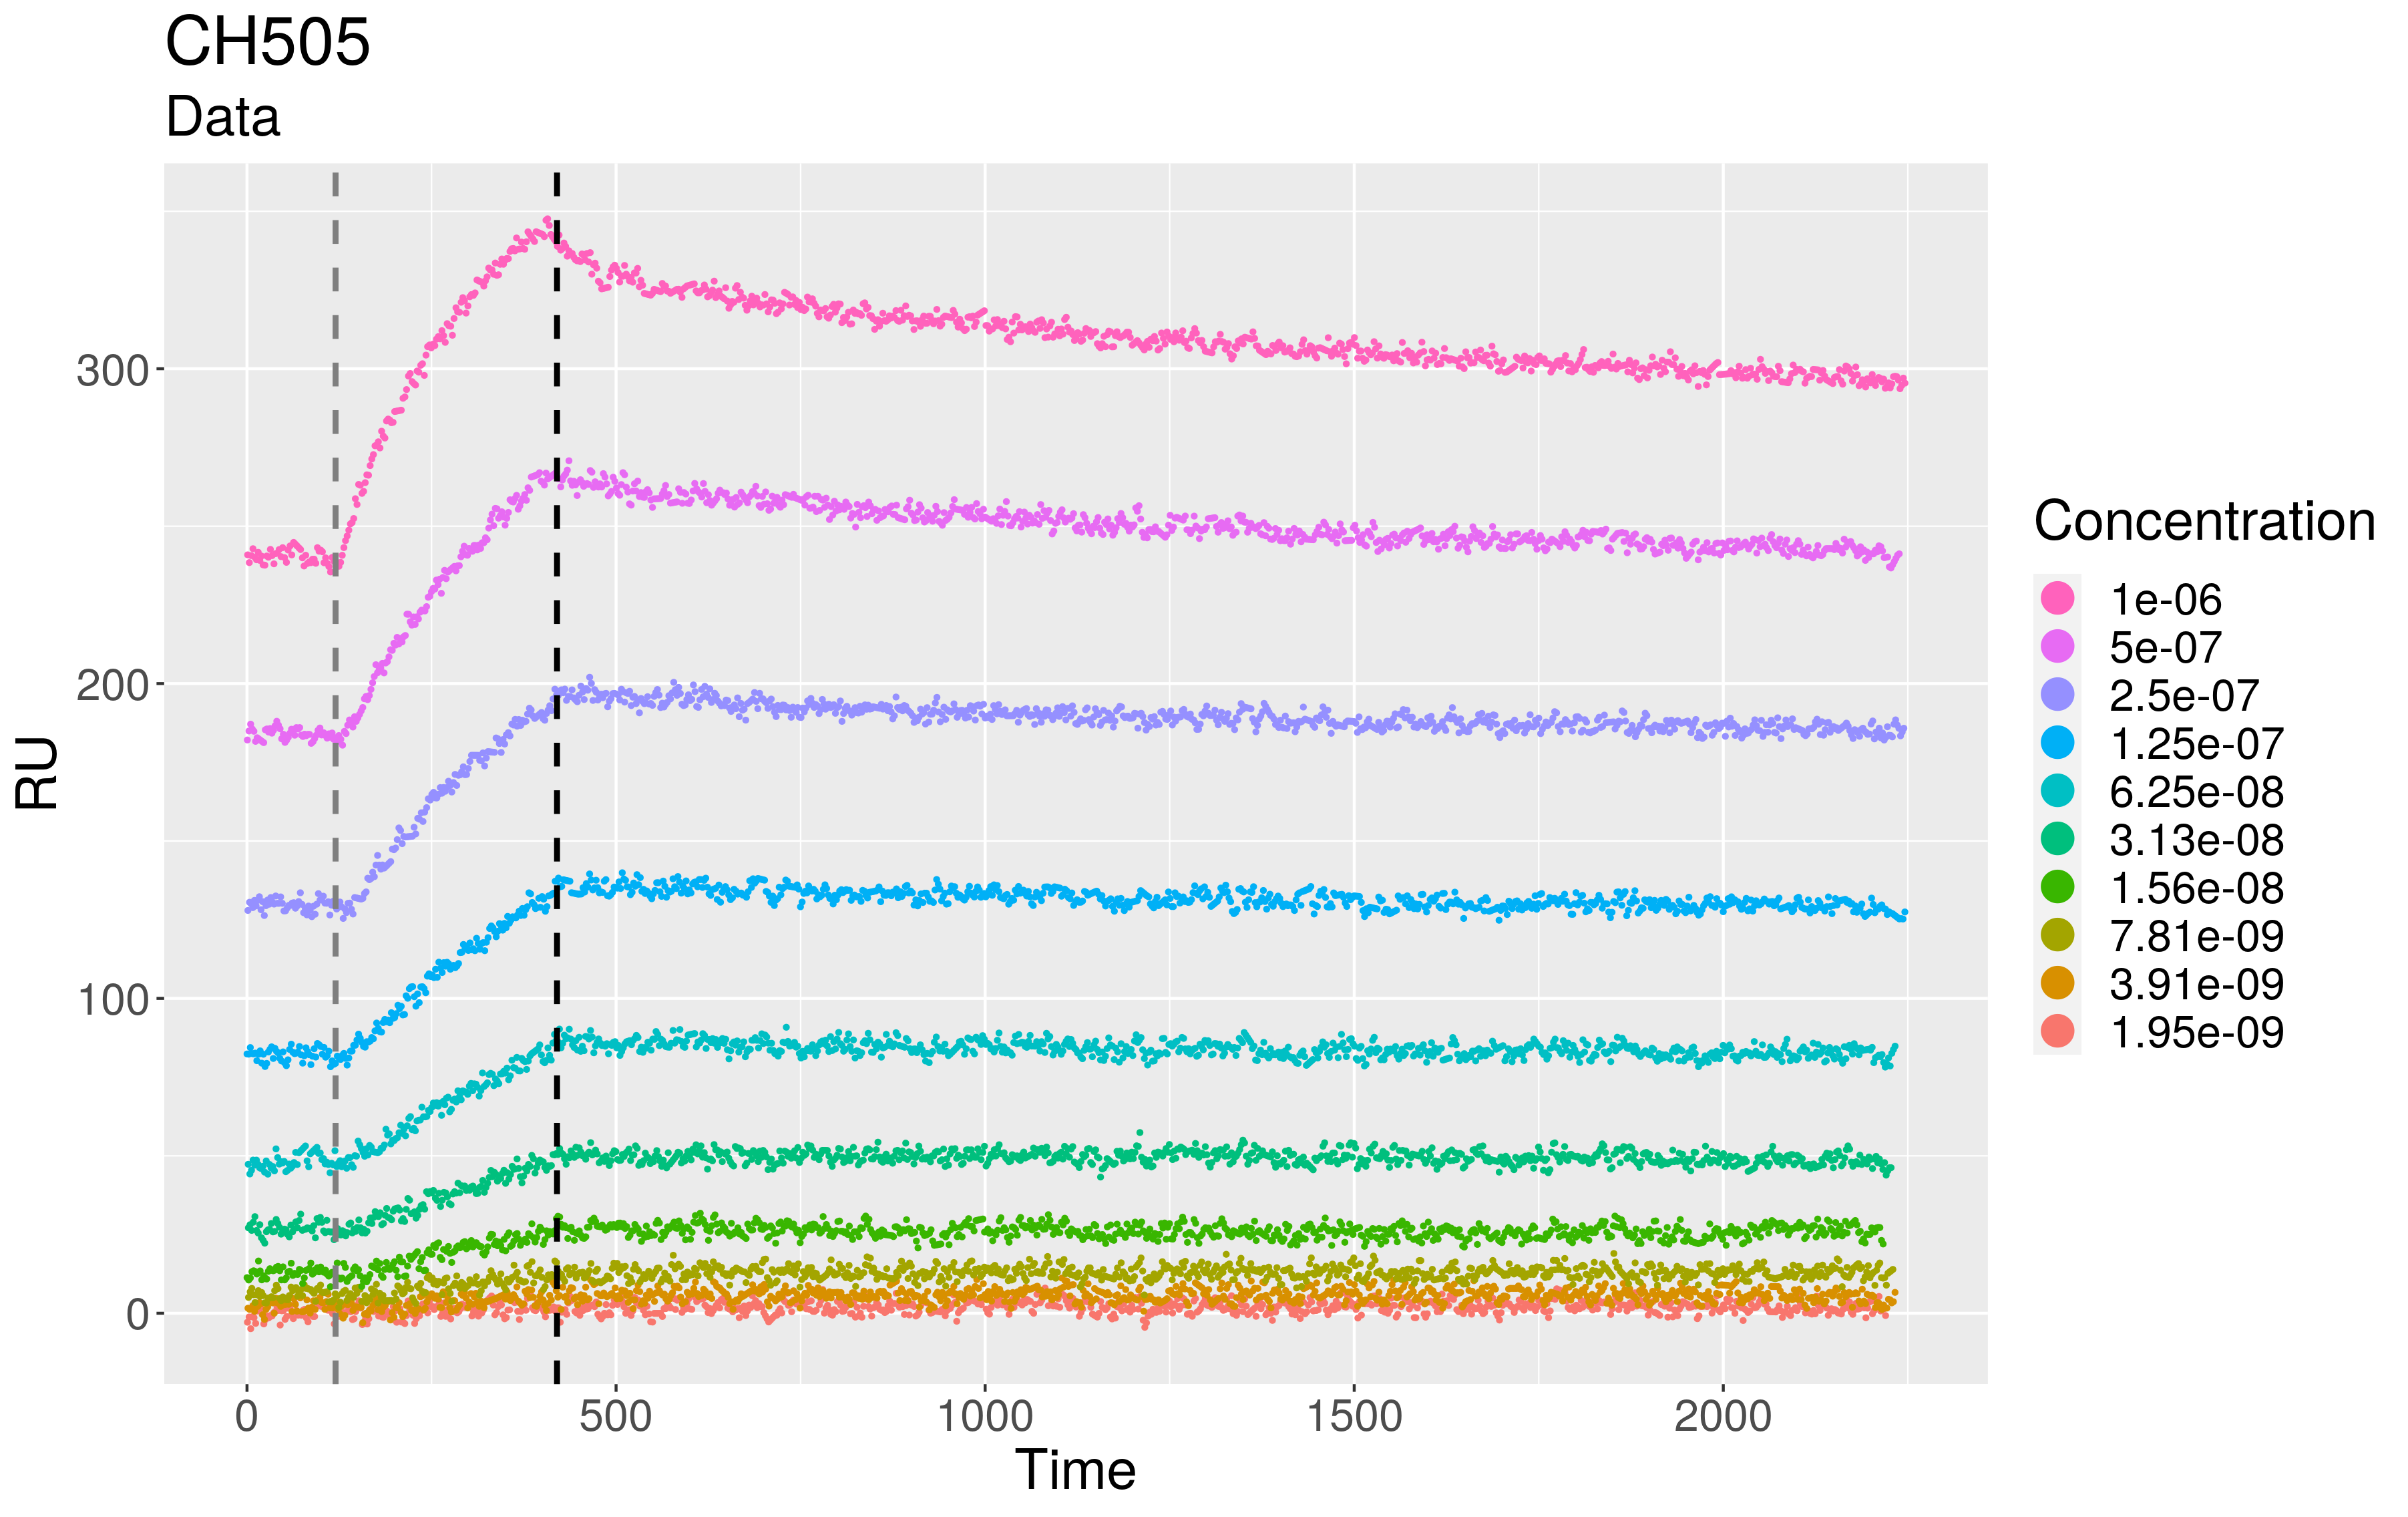 CH505
Data
RU
300
200
100
0
0 500 1000 1500 2000
Time
Concentration
1e-06
5e-07
2.5e-07
1.25e-07
6.25e-08
3.13e-08
1.56e-08
7.81e-09
3.91e-09
1.95e-09